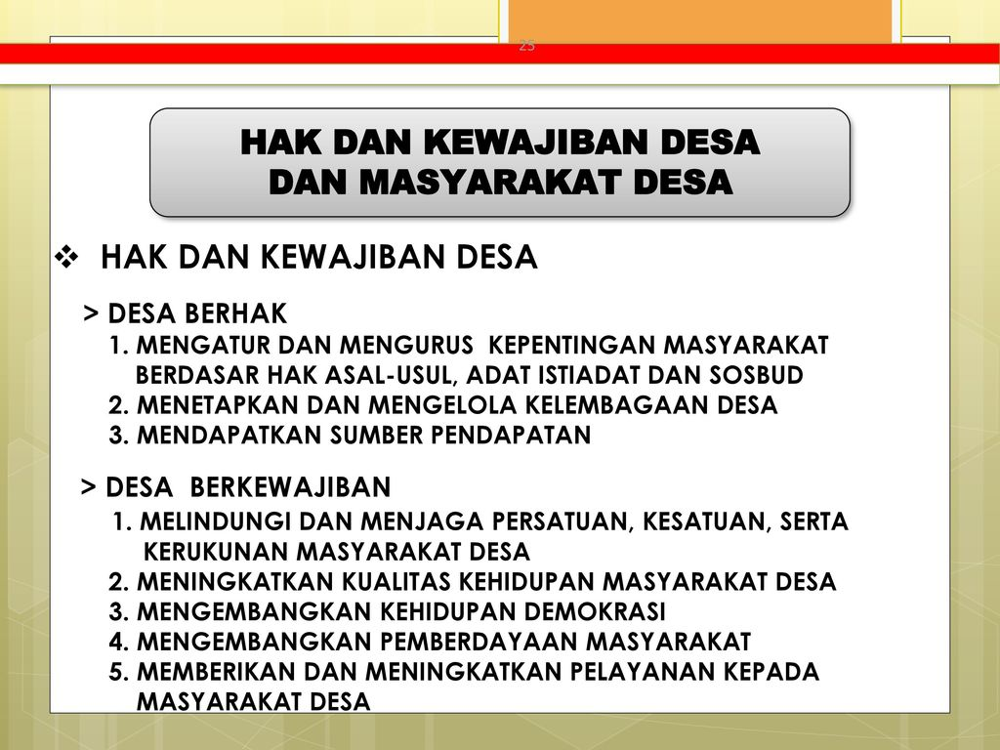 25
HAK DAN KEWAJIBAN DESA
DAN MASYARAKAT DESA
❖ HAK DAN KEWAJIBAN DESA
> DESA BERHAK
1. MENGATUR DAN MENGURUS KEPENTINGAN MASYARAKAT
BERDASAR HAK ASAL-USUL, ADAT ISTIADAT DAN SOSBUD
2. MENETAPKAN DAN MENGELOLA KELEMBAGAAN DESA
3. MENDAPATKAN SUMBER PENDAPATAN
> DESA BERKEWAJIBAN
1. MELINDUNGI DAN MENJAGA PERSATUAN, KESATUAN, SERTA
KERUKUNAN MASYARAKAT DESA
2. MENINGKATKAN KUALITAS KEHIDUPAN MASYARAKAT DESA
3. MENGEMBANGKAN KEHIDUPAN DEMOKRASI
4. MENGEMBANGKAN PEMBERDAYAAN MASYARAKAT
5. MEMBERIKAN DAN MENINGKATKAN PELAYANAN KEPADA
MASYARAKAT DESA